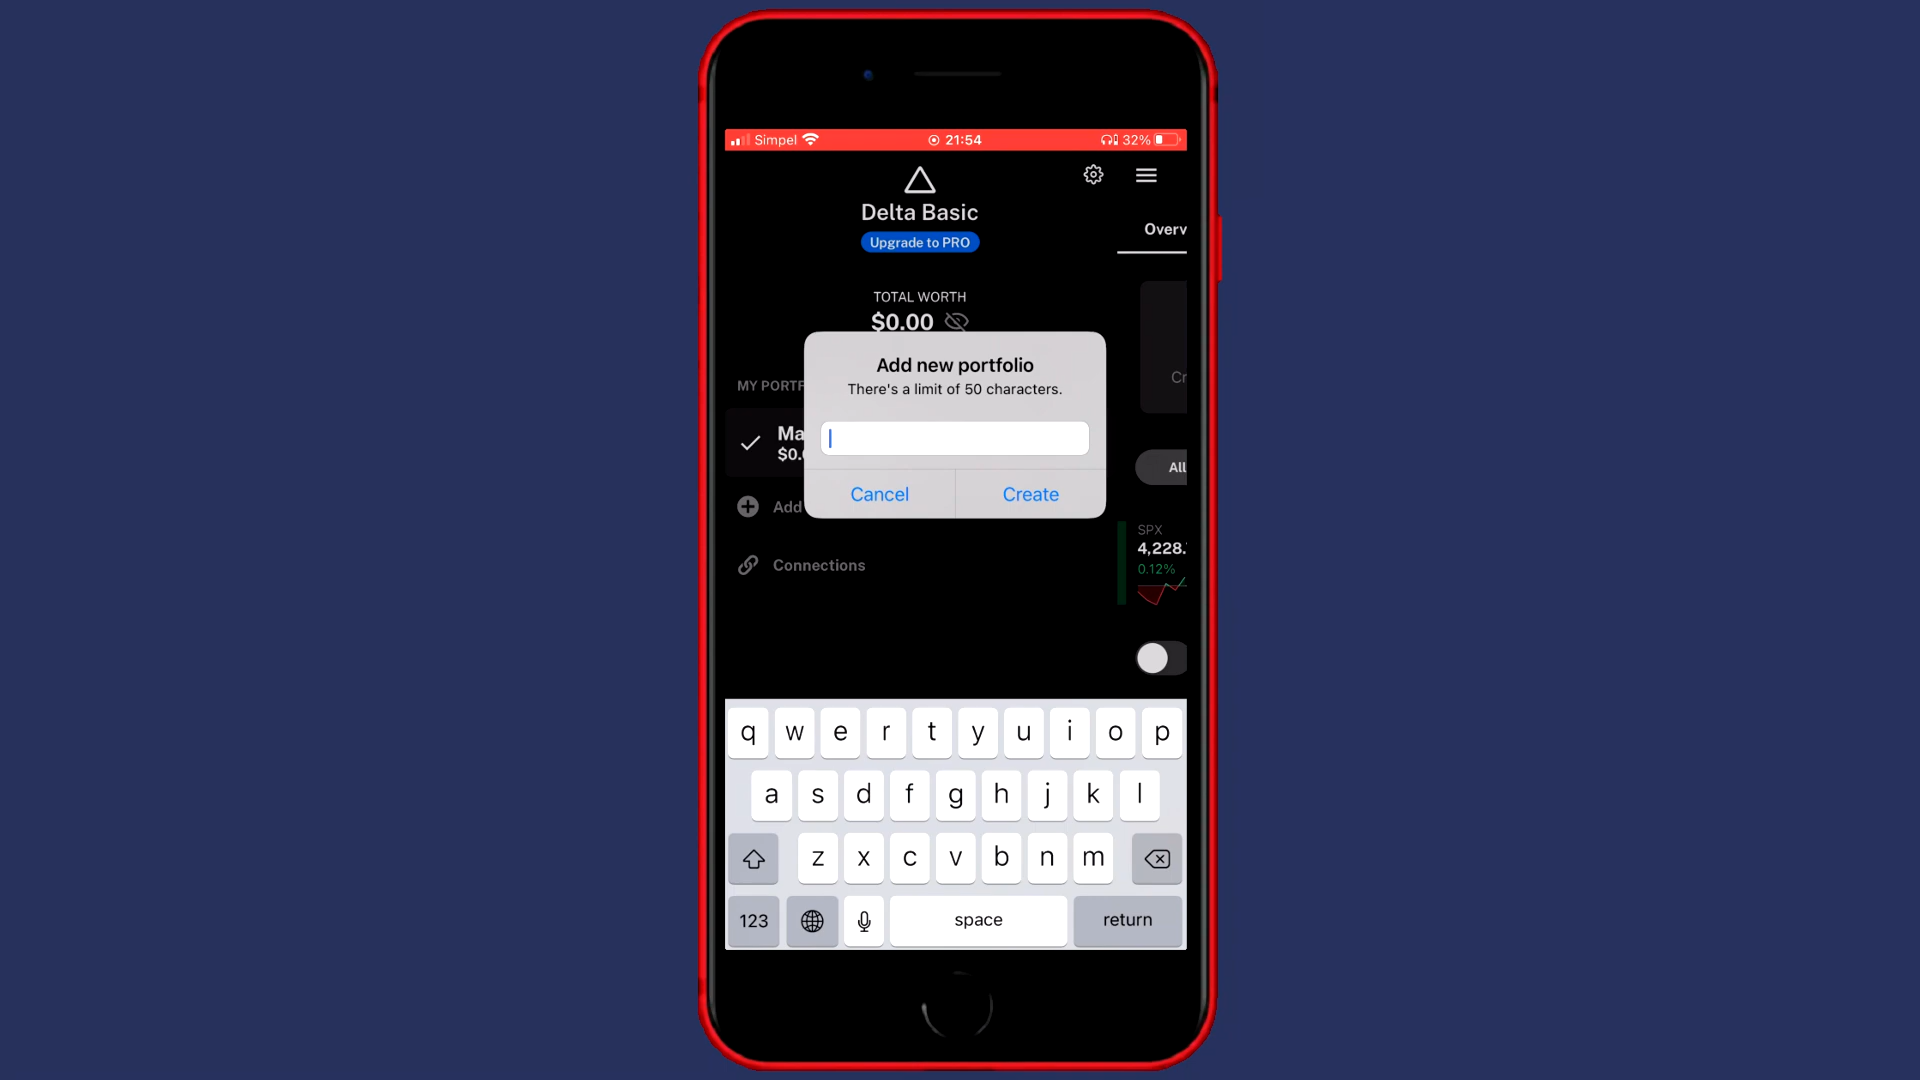 Simpel 21:54 32%
Delta Basic
Upgrade to PRO
Overv
TOTAL WORTH
$0.00
Add new portfolio
There's a limit of 50 characters.
MY PORTF
Cr
Ma
$0.
Cancel Create
All
Add
SPX
4,228.
0.12%
Connections
q w e r t y u i o p
a s d f g h j k l
z x c v b n m
123 space return